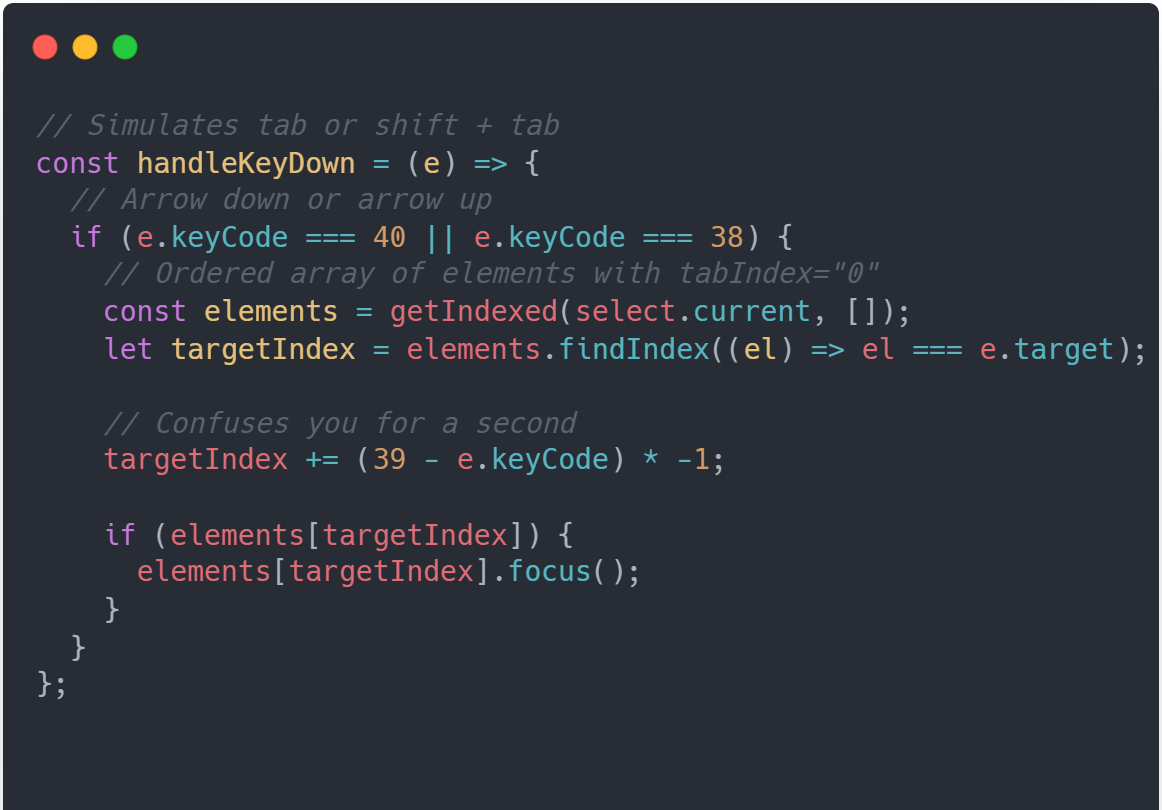 // Simulates tab or shift + tab
const handleKeyDown = (e) => {
  // Arrow down or arrow up
  if (e.keyCode === 40 || e.keyCode === 38) {
    // Ordered array of elements with tabIndex="0"
    const elements = getIndexed(select.current, []);
    let targetIndex = elements.findIndex((el) => el === e.target);

    // Confuses you for a second
    targetIndex += (39 - e.keyCode) * -1;

    if (elements[targetIndex]) {
      elements[targetIndex].focus();
    }
  }
};